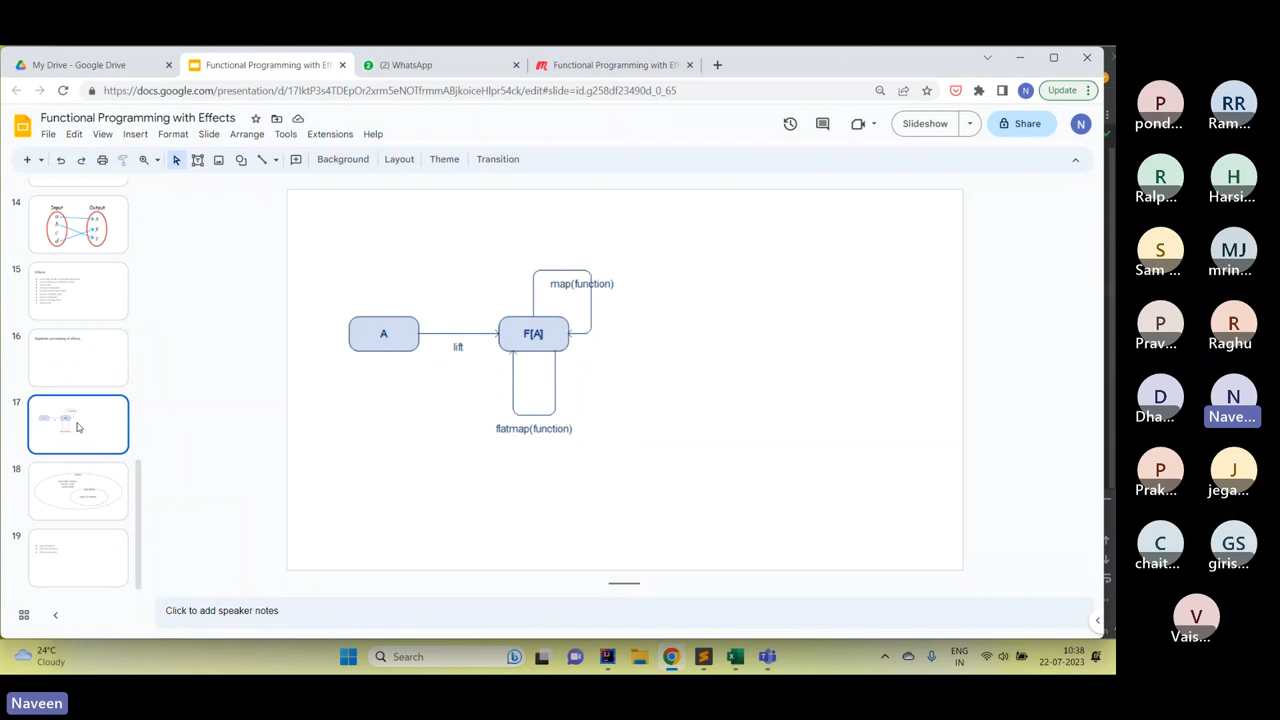 My Drive - Google Drive
Functional Programming with Ef
(2) WhatsApp
Functional Programming with Ef
https://docs.google.com/presentation/d/
edit#slide=id.g258df23490d_0_65
N
Update
Functional Programming with Effects
File Edit View Insert Format Slide Arrange Tools Extensions Help
Slideshow
Share
N
Background Layout Theme Transition
14
Input Output
15
Effects
16
17
18
19
A
lift
F[A]
map(function)
flatmap(function)
Click to add speaker notes
P
pond...
RR
Ram...
R
Ralp...
H
Harsi...
S
Sam ...
MJ
mrin...
P
Prav...
R
Raghu
D
Dha...
N
Nave...
P
Prak...
J
jega...
C
chait...
GS
giris...
V
Vais...
24°C
Cloudy
Search
ENG
IN
10:38
22-07-2023
Naveen